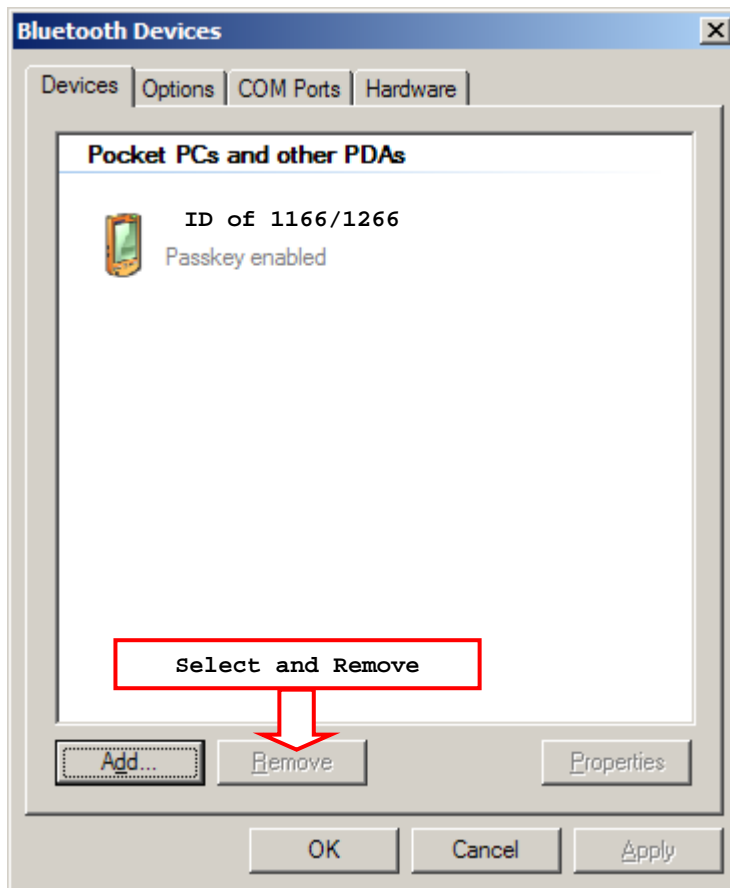 Bluetooth Devices
Devices Options COM Ports Hardware
Pocket PCs and other PDAs
ID of 1166/1266
Passkey enabled
Select and Remove
Add... Remove Properties
OK Cancel Apply